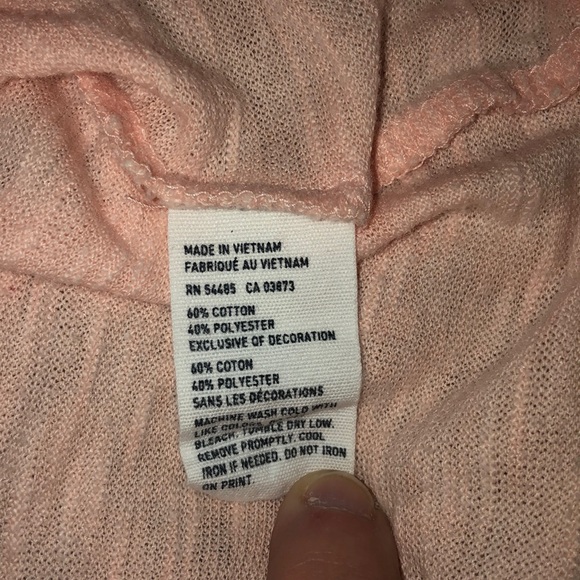 MADE IN VIETNAM
FABRIQUÉ AU VIETNAM
RN 54485 CA 03873
60% COTTON
40% POLYESTER
EXCLUSIVE OF DECORATION
60% COTON
40% POLYESTER
SANS LES DÉCORATIONS
MACHINE WASH COLD WITH
LIKE COLORS.
BLEACH. TUMBLE DRY LOW.
REMOVE PROMPTLY. COOL
IRON IF NEEDED. DO NOT IRON
ON PRINT.